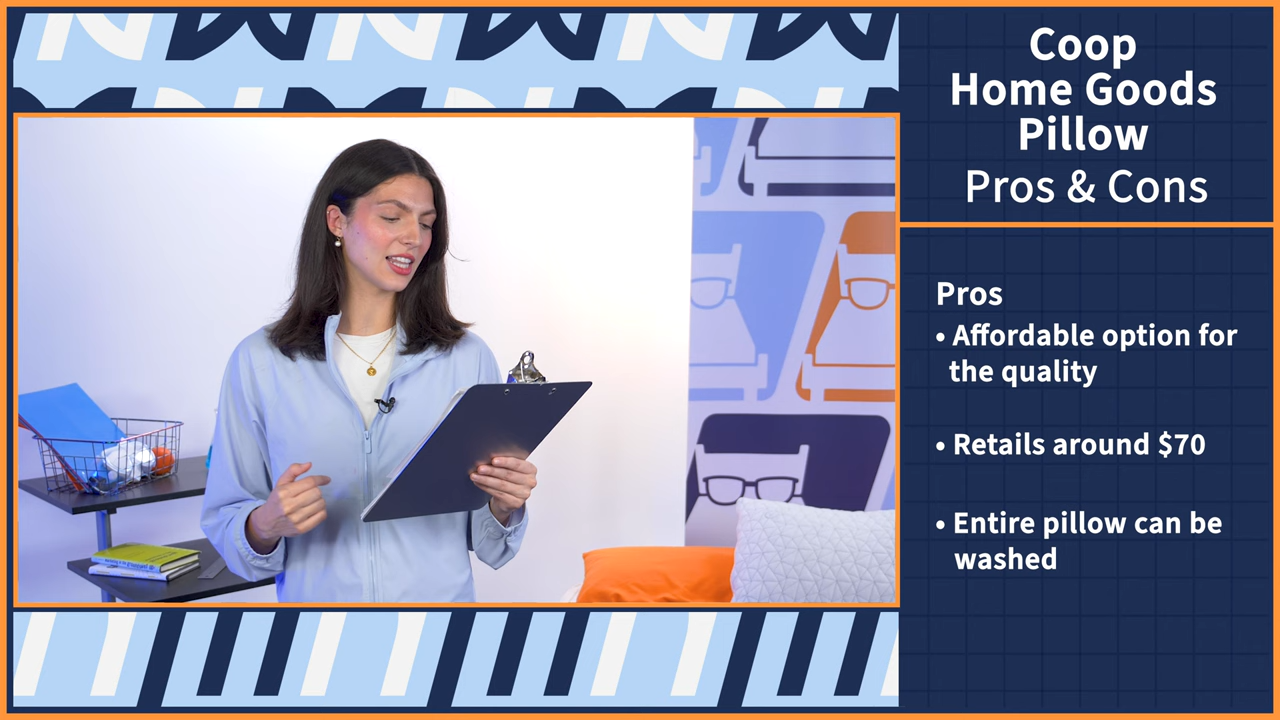 Coop
Home Goods
Pillow
Pros & Cons
Pros
• Affordable option for
the quality
• Retails around $70
• Entire pillow can be
washed